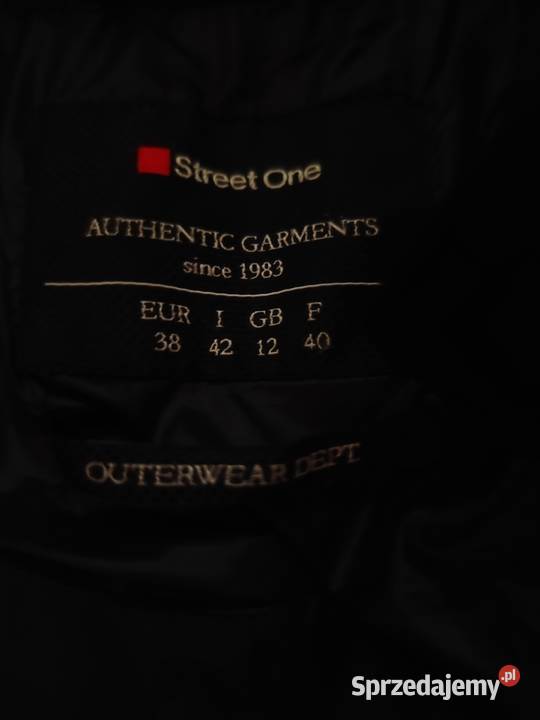 Street One
AUTHENTIC GARMENTS
since 1983
EUR I GB F
38 42 12 40
OUTERWEAR DEPT
Sprzedajemy.pl